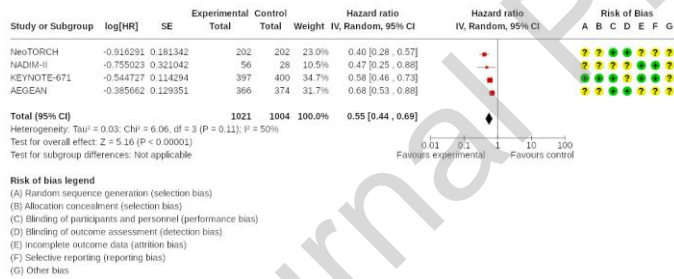 Experimental Control Hazard ratio Hazard ratio Risk of Bias
Study or Subgroup log[HR] SE Total Total Weight IV, Random, 95% CI IV, Random, 95% CI A B C D E F G
NeoTORCH -0.916291 0.181342 202 202 23.0% 0.40 [0.28 , 0.57]
NADIM-II -0.755023 0.321042 56 28 10.5% 0.47 [0.25 , 0.88]
KEYNOTE-671 -0.544727 0.114294 397 400 34.7% 0.58 [0.46 , 0.73]
AEGEAN -0.385662 0.129351 366 374 31.7% 0.68 [0.53 , 0.88]
Total (95% CI) 1021 1004 100.0% 0.55 [0.44 , 0.69]
Heterogeneity: Tau² = 0.03; Chi² = 6.06, df = 3 (P = 0.11); I² = 50%
Test for overall effect: Z = 5.16 (P < 0.00001)
Test for subgroup differences: Not applicable
0.01 0.1 1 10 100
Favours experimental Favours control
Risk of bias legend
(A) Random sequence generation (selection bias)
(B) Allocation concealment (selection bias)
(C) Blinding of participants and personnel (performance bias)
(D) Blinding of outcome assessment (detection bias)
(E) Incomplete outcome data (attrition bias)
(F) Selective reporting (reporting bias)
(G) Other bias